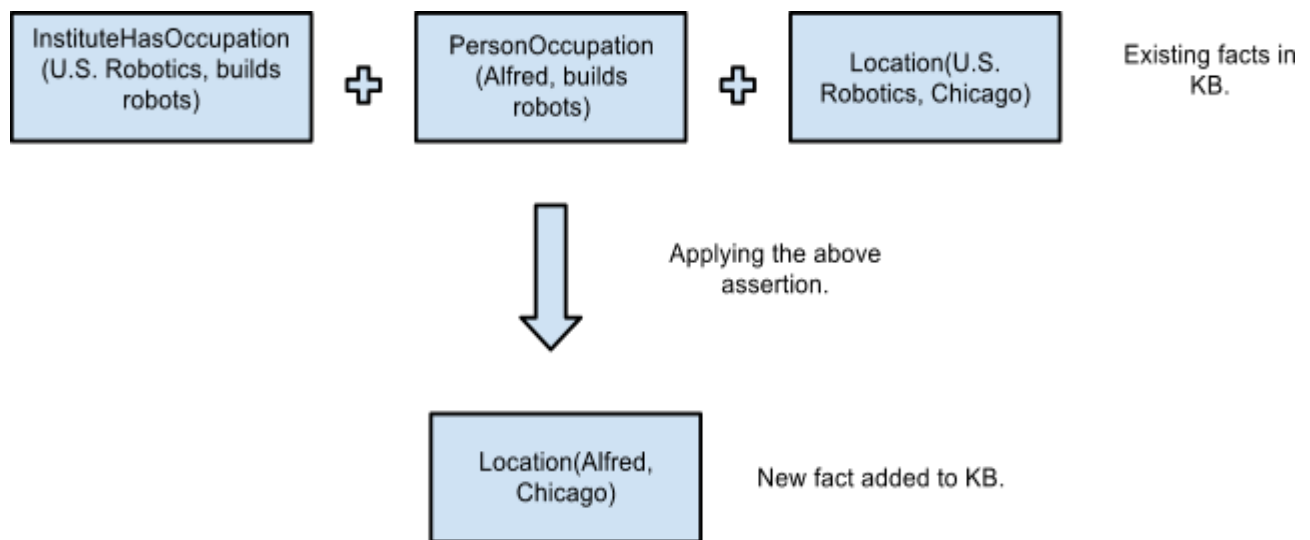 InstituteHasOccupation
(U.S. Robotics, builds
robots)
PersonOccupation
(Alfred, builds
robots)
Location(U.S.
Robotics, Chicago)
Existing facts in
KB.
Applying the above
assertion.
Location(Alfred,
Chicago)
New fact added to KB.